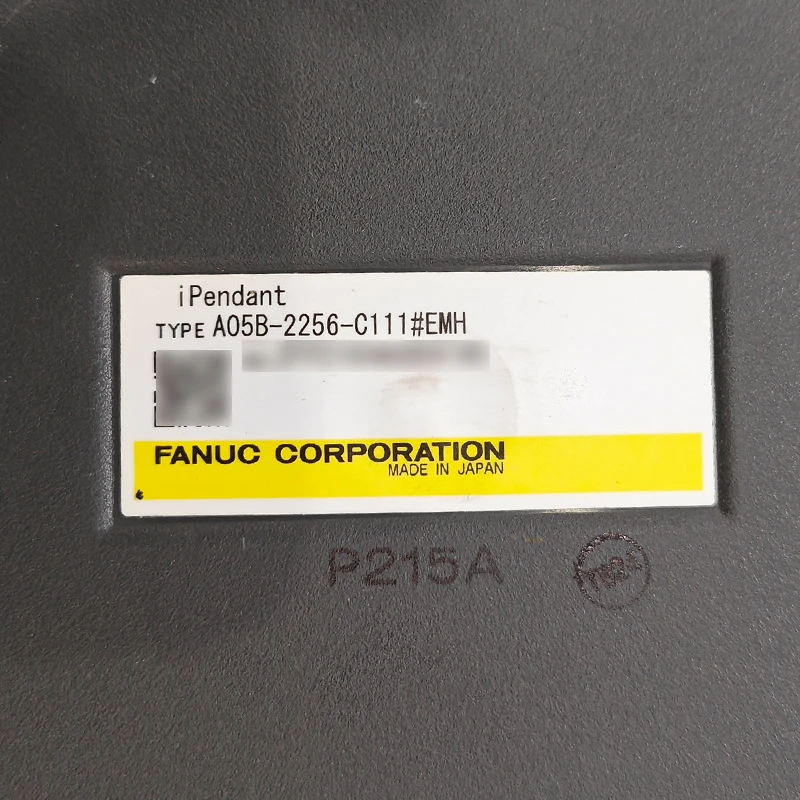 iPendant
TYPE A05B-2256-C111#EMH
FANUC CORPORATION
MADE IN JAPAN
P215A